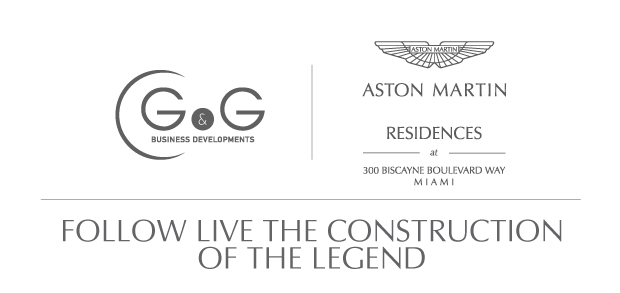 G&G
BUSINESS DEVELOPMENTS
ASTON MARTIN
ASTON MARTIN
RESIDENCES
at
300 BISCAYNE BOULEVARD WAY
MIAMI
FOLLOW LIVE THE CONSTRUCTION
OF THE LEGEND